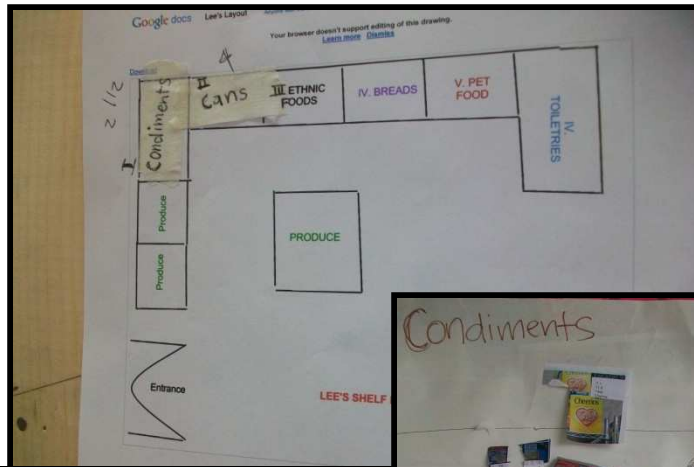 Google docs
Lee's Layout
Your browser doesn't support editing of this drawing.
Learn more Dismiss
2 1/2
I
Condiments
4
II
Cans
III ETHNIC
FOODS
IV. BREADS
V. PET
FOOD
IV.
TOILETRIES
Produce
Produce
PRODUCE
Entrance
LEE'S SHELF
Condiments
Cheerios